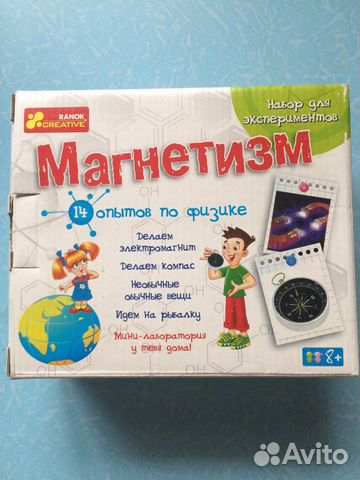 RANOK
CREATIVE
Набор для
экспериментов
Магнетизм
14 опытов по физике
Делаем
электромагнит
Делаем компас
Необычные
обычные вещи
Идем на рыбалку
Мини-лаборатория
у тебя дома!
8+
Avito